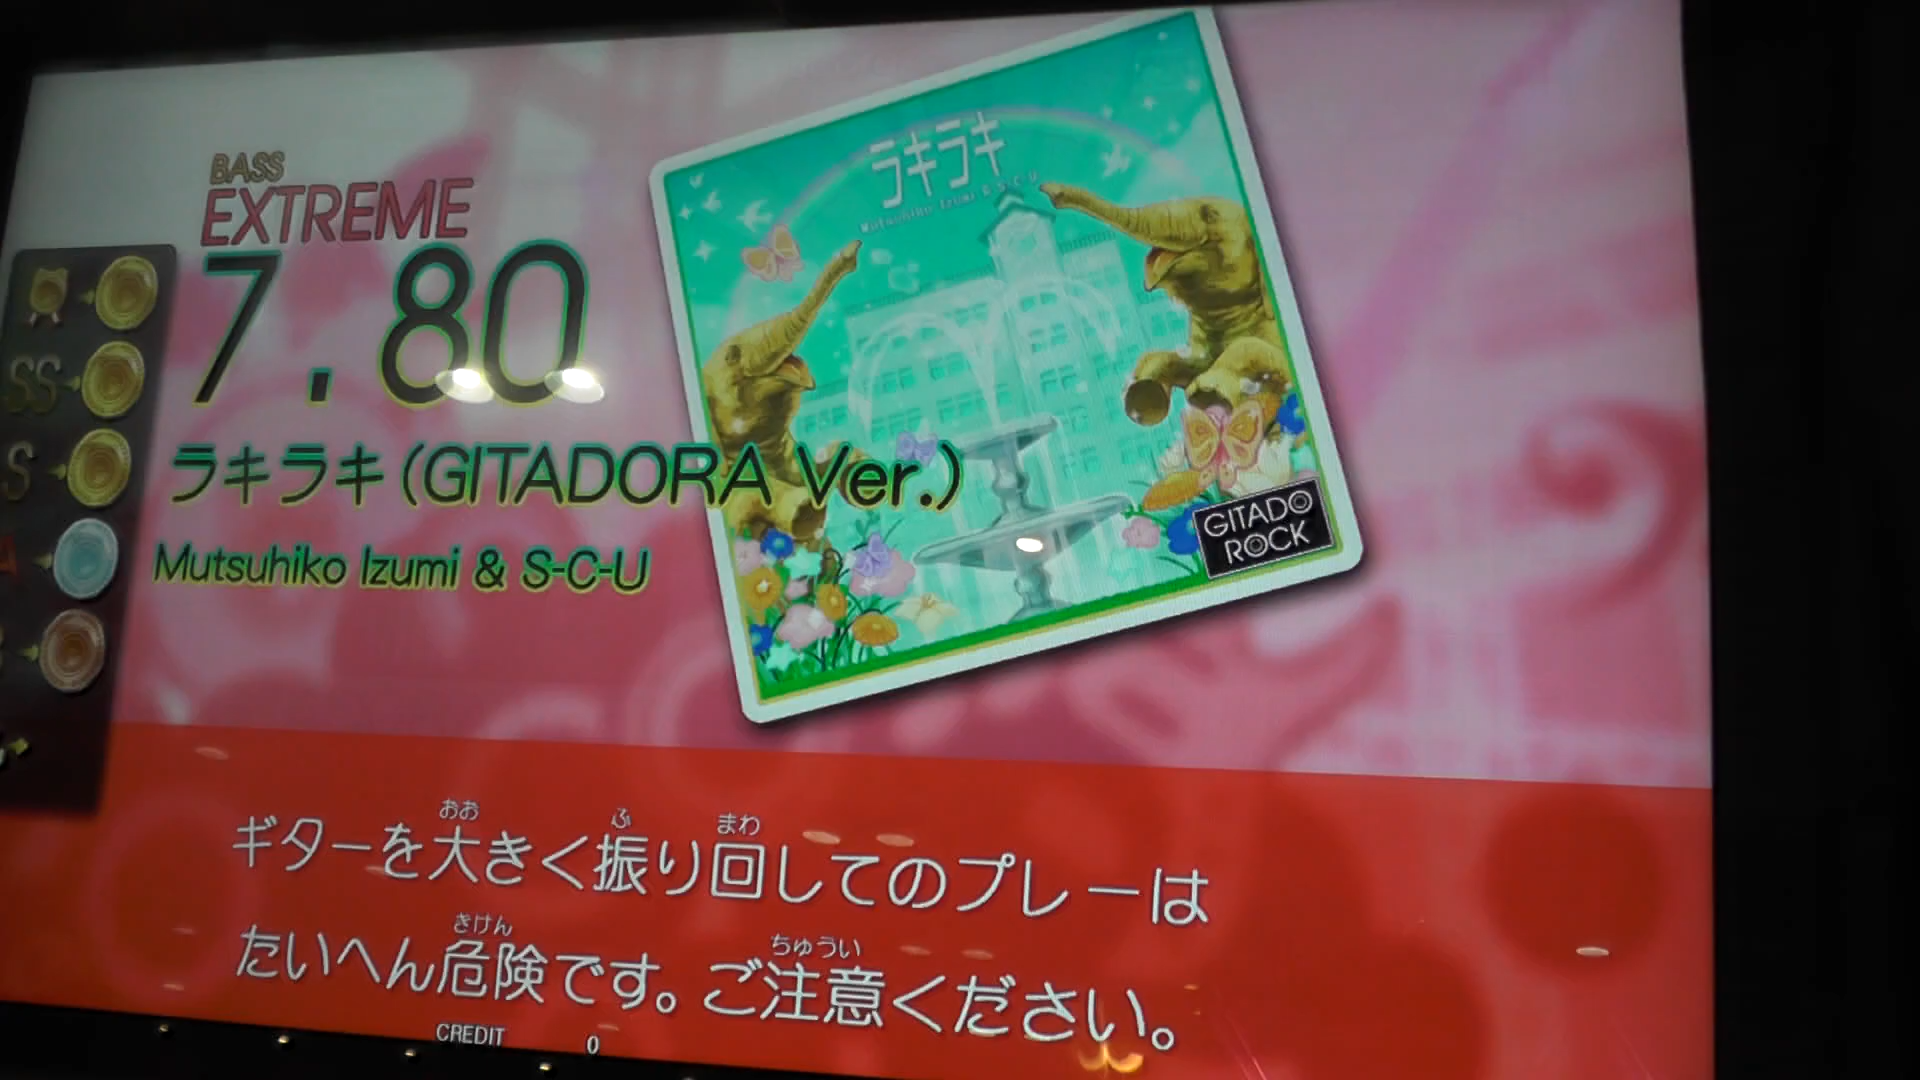 BASS
EXTREME
7.80
ラキラキ(GITADORA Ver.)
Mutsuhiko Izumi & S-C-U
SS
S
A
ラキラキ
Mutsuhiko Izumi & S-C-U
GITADO
ROCK
おお ふ まわ
ギターを大きく振り回してのプレーは
きけん ちゅうい
たいへん危険です。ご注意ください。
CREDIT 0